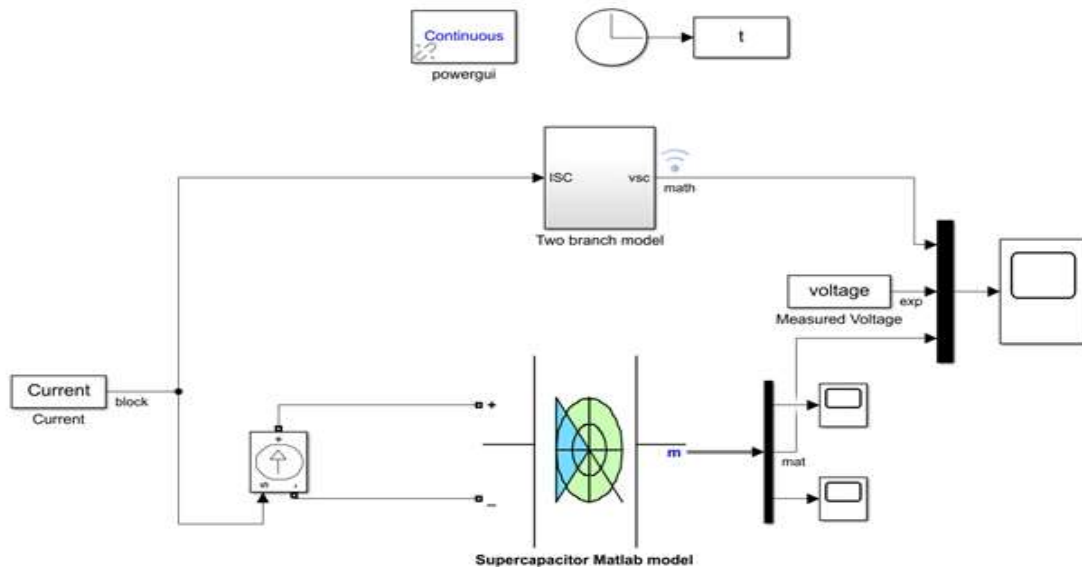 Continuous
powergui
t
ISC
vsc
math
Two branch model
voltage
exp
Measured Voltage
Current
block
Current
+
+
S
-
–
m
mat
Supercapacitor Matlab model